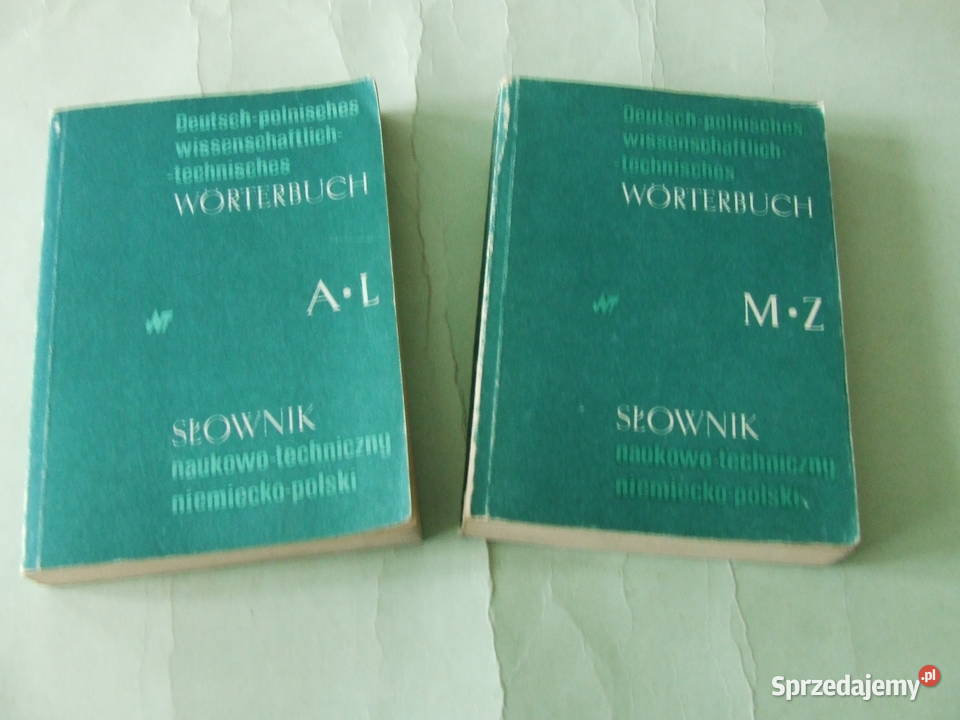 Deutsch-polnisches
wissenschaftlich-
-technisches
WÖRTERBUCH
A·L
SŁOWNIK
naukowo-techniczny
niemiecko-polski
Deutsch-polnisches
wissenschaftlich-
-technisches
WÖRTERBUCH
M·Z
SŁOWNIK
naukowo-techniczny
niemiecko-polski
Sprzedajemy.pl